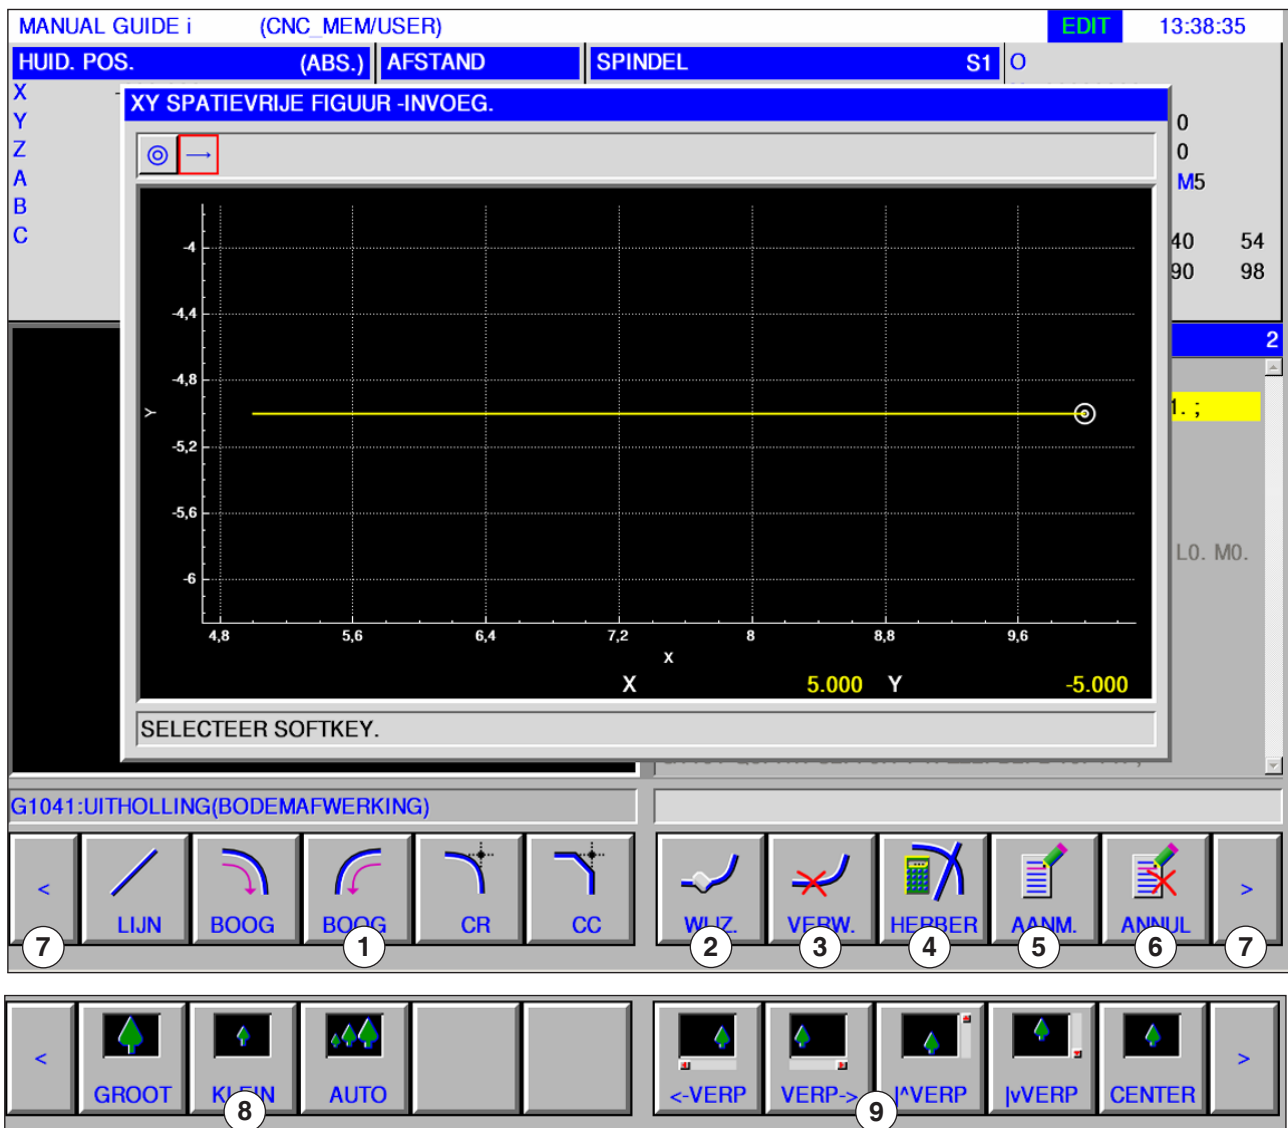 MANUAL GUIDE i (CNC_MEM/USER) EDIT 13:38:35
HUID. POS. (ABS.) AFSTAND SPINDEL S1 O
X -
XY SPATIEVRIJE FIGUUR -INVOEG.
Y 0
Z 0
A M5
B
C 40 54
90 98
2
-4
-4,4
-4,8
1. ;
Y
-5,2
-5,6
L0. M0.
-6
4,8 5,6 6,4 7,2 8 8,8 9,6
X
X 5.000 Y -5.000
SELECTEER SOFTKEY.
G1041:UITHOLLING(BODEMAFWERKING)
< LIJN BOOG BOOG CR CC WIJZ. VERW. HERBER AANM. ANNUL >
7 1 2 3 4 5 6 7
< GROOT KLEIN AUTO <-VERP VERP-> |^VERP |vVERP CENTER >
8 9